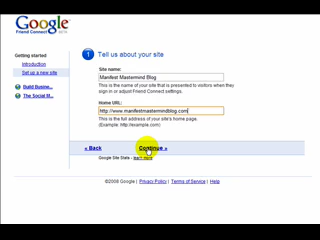 Google
Friend Connect BETA
Getting started
Introduction
Set up a new site
Build Busine...
The Social M...
1 Tell us about your site
Site name:
Manifest Mastermind Blog
This is the name of your site that is presented to visitors when they
sign in or adjust Friend Connect settings.
Home URL:
http://www.manifestmastermindblog.com
This is the full address of your site's home page.
(Example: http://example.com)
« Back
Continue »
Google Site Stats - learn more
©2008 Google | Privacy Policy | Terms of Service | Help